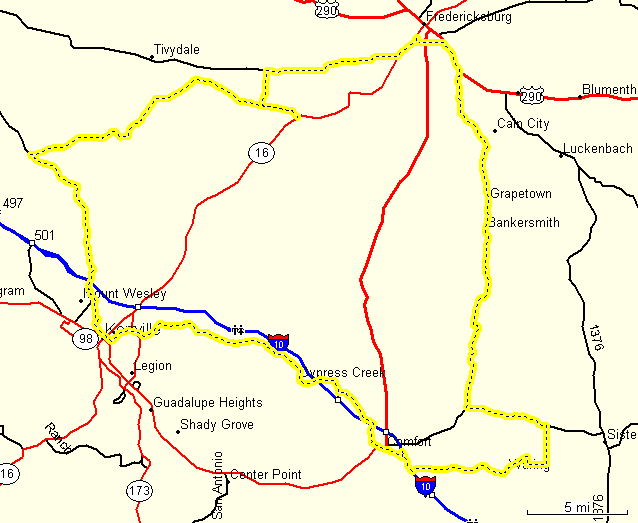 290
Fredericksburg
Tivydale
290
Blumenth
Cain City
Luckenbach
16
Grapetown
497
Bankersmith
501
gram
Mount Wesley
1376
98
Kerrville
10
Legion
Cypress Creek
Guadalupe Heights
Shady Grove
Ranch
Comfort
Siste
16
Center Point
Waring
173
San Antonio
10
5 mi
1376